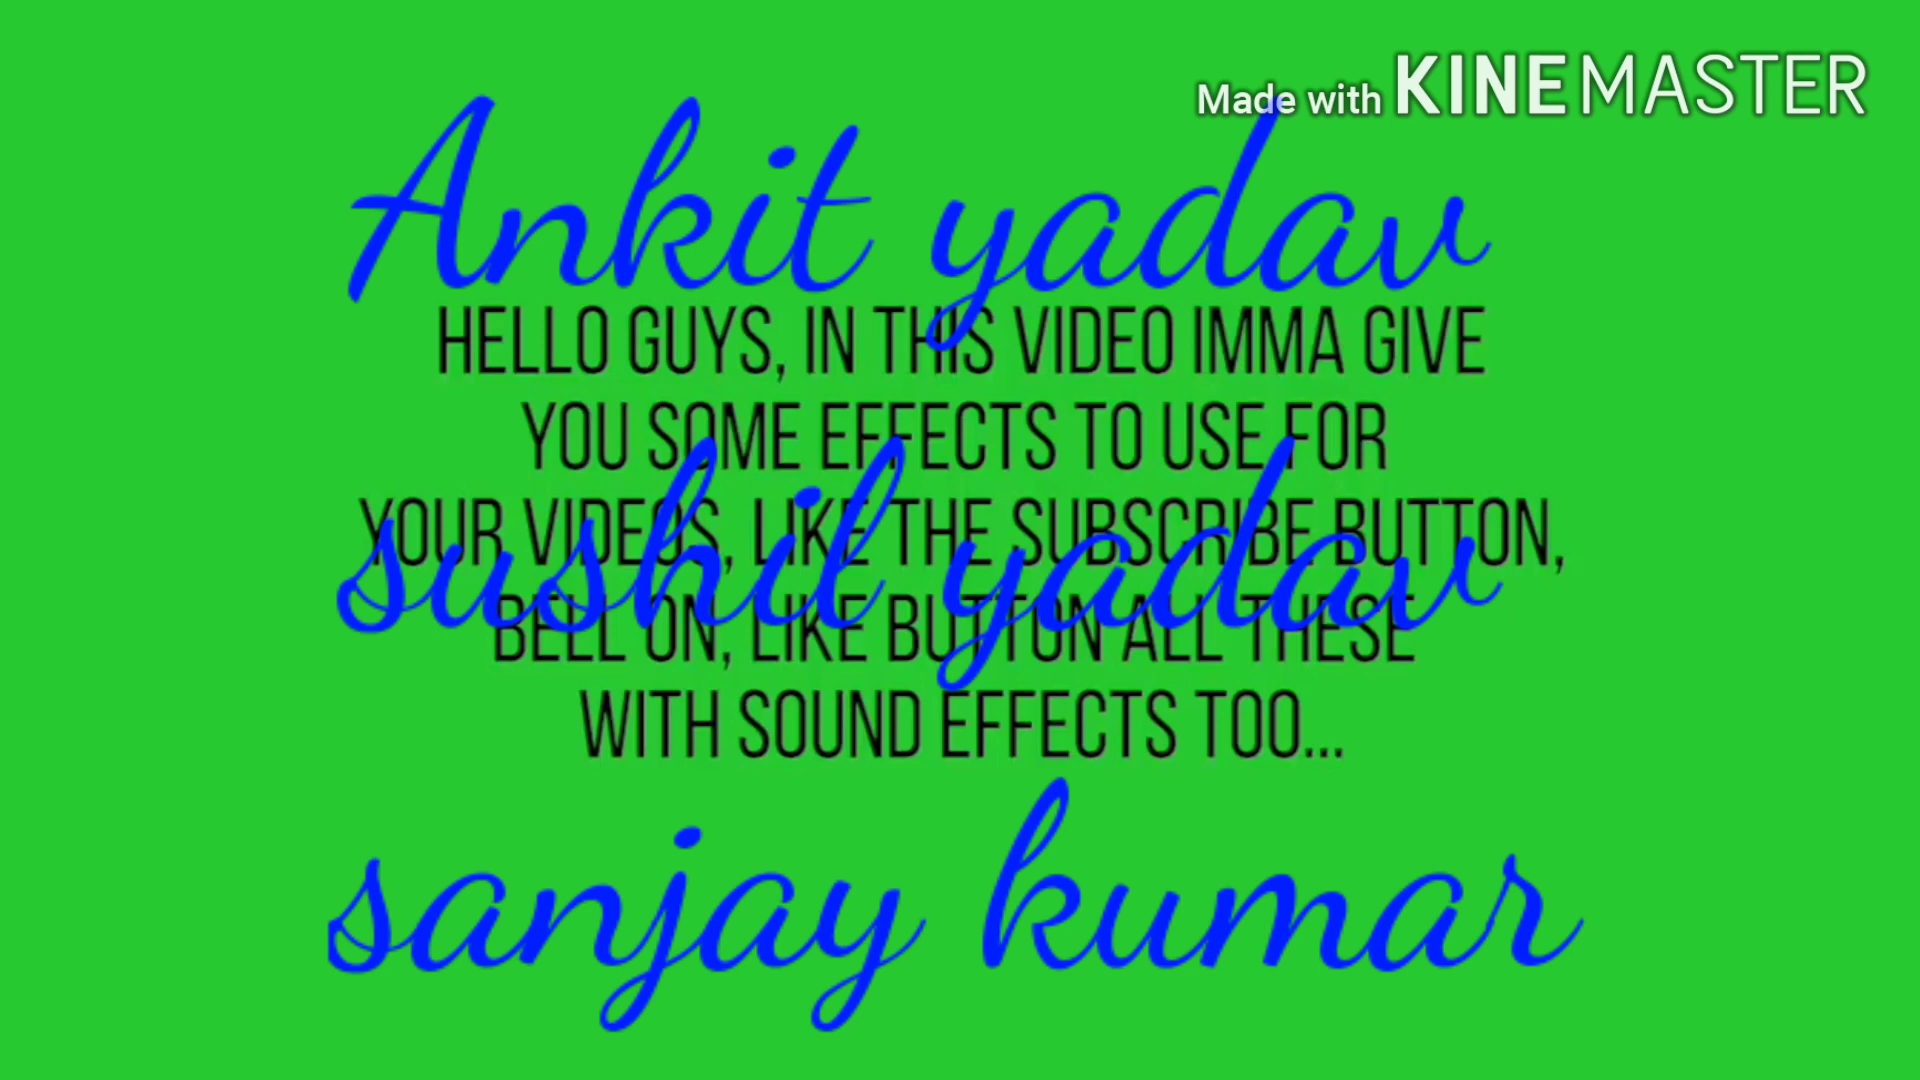 Made with KINEMASTER
Ankit yadav
HELLO GUYS, IN THIS VIDEO IMMA GIVE
YOU SOME EFFECTS TO USE FOR
YOUR VIDEOS, LIKE THE SUBSCRIBE BUTTON,
sushil yadav
BELL ON, LIKE BUTTON ALL THESE
WITH SOUND EFFECTS TOO...
sanjay kumar